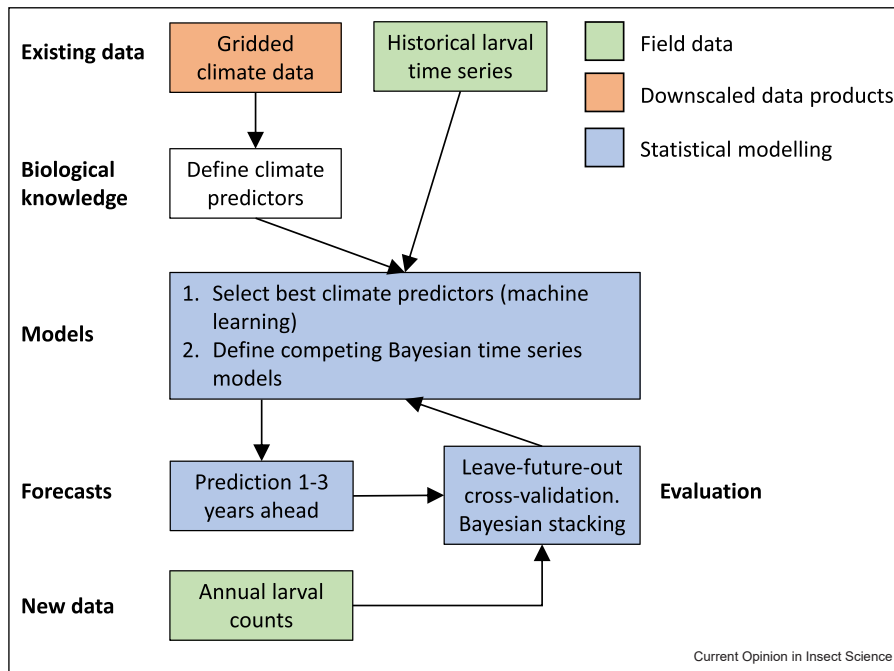 Existing data
Gridded
climate data
Historical larval
time series
Field data
Downscaled data products
Statistical modelling
Biological
knowledge
Define climate
predictors
Models
1. Select best climate predictors (machine
learning)
2. Define competing Bayesian time series
models
Forecasts
Prediction 1-3
years ahead
Leave-future-out
cross-validation.
Bayesian stacking
Evaluation
New data
Annual larval
counts
Current Opinion in Insect Science